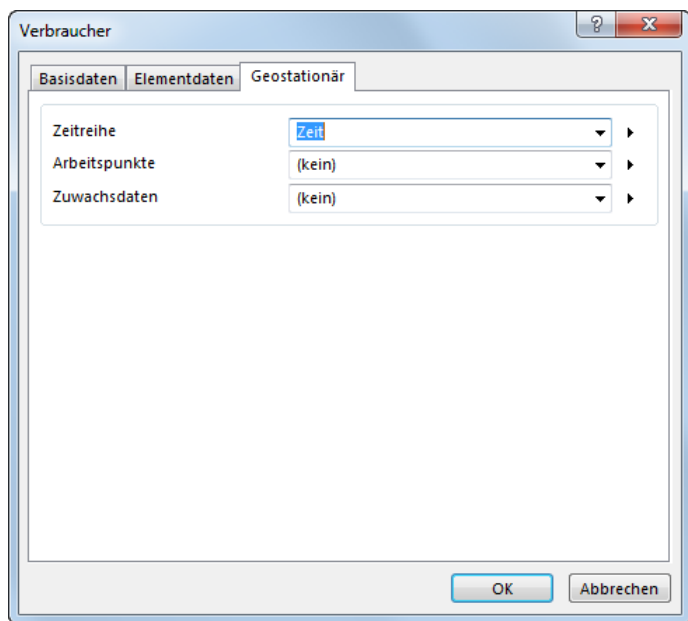 Verbraucher ?
Basisdaten Elementdaten Geostationär
Zeitreihe Zeit
Arbeitspunkte (kein)
Zuwachsdaten (kein)
OK Abbrechen